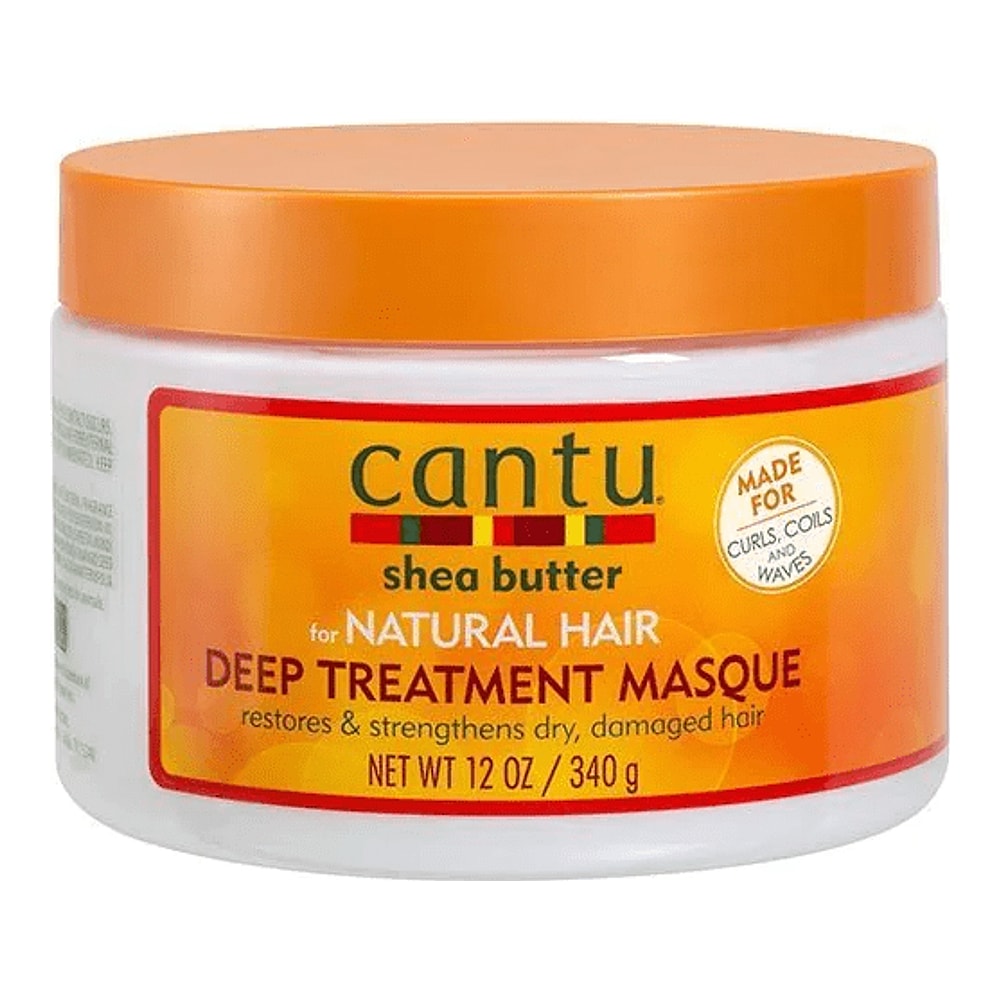 cantu®
shea butter
for NATURAL HAIR
DEEP TREATMENT MASQUE
restores & strengthens dry, damaged hair
NET WT 12 OZ / 340 g
MADE
FOR
CURLS, COILS
AND
WAVES